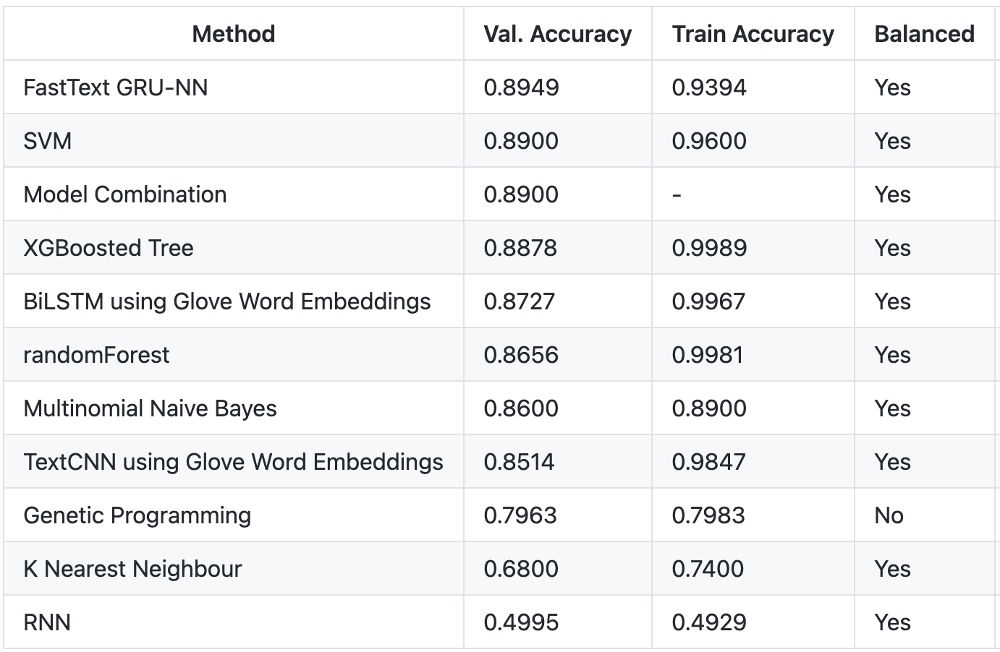 Method Val. Accuracy Train Accuracy Balanced
FastText GRU-NN 0.8949 0.9394 Yes
SVM 0.8900 0.9600 Yes
Model Combination 0.8900 - Yes
XGBoosted Tree 0.8878 0.9989 Yes
BiLSTM using Glove Word Embeddings 0.8727 0.9967 Yes
randomForest 0.8656 0.9981 Yes
Multinomial Naive Bayes 0.8600 0.8900 Yes
TextCNN using Glove Word Embeddings 0.8514 0.9847 Yes
Genetic Programming 0.7963 0.7983 No
K Nearest Neighbour 0.6800 0.7400 Yes
RNN 0.4995 0.4929 Yes